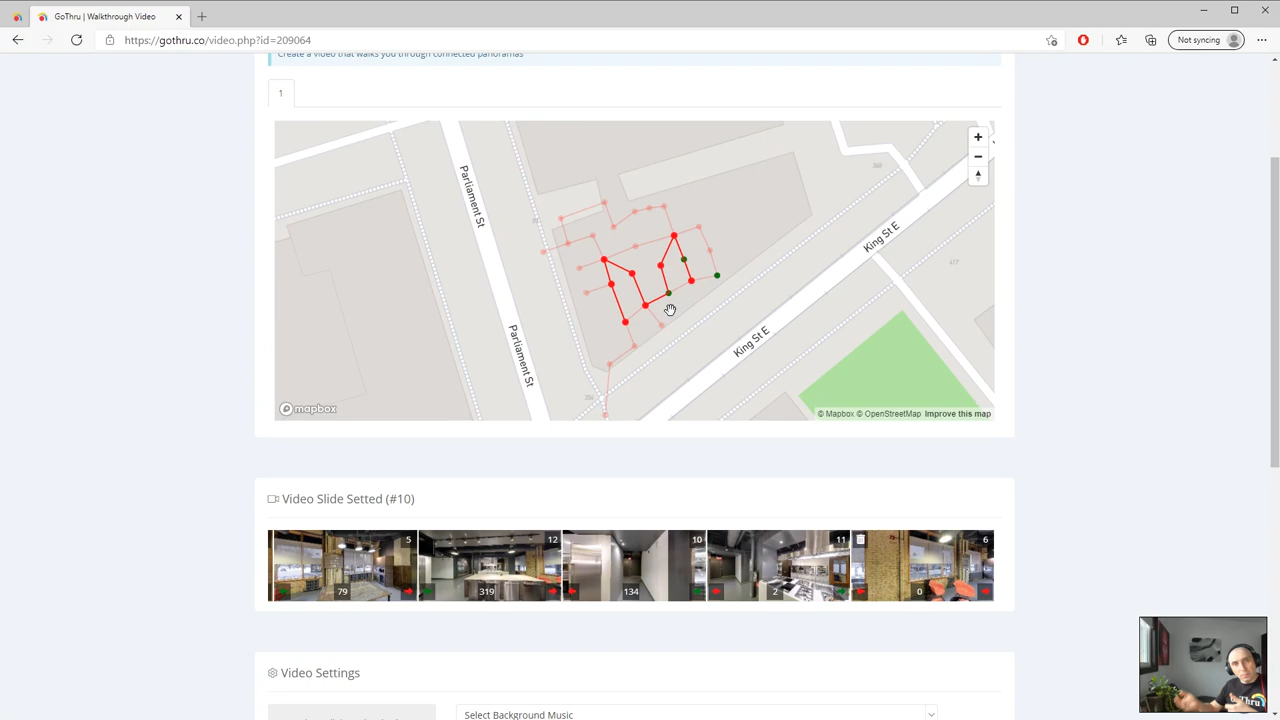 GoThru | Walkthrough Video
https://gothru.co/video.php?id=209064
Not syncing
Create a video that walks you through connected panoramas
1
Parliament St
Parliament St
King St E
King St E
mapbox
© Mapbox © OpenStreetMap Improve this map
Video Slide Setted (#10)
5
12
10
11
6
79
319
134
2
0
Video Settings
Select Background Music